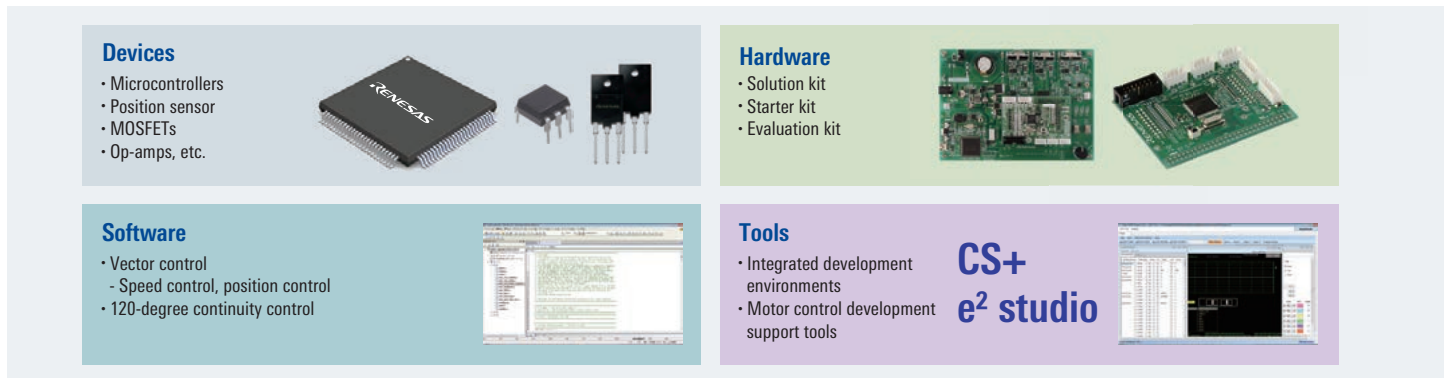 Devices
· Microcontrollers
· Position sensor
· MOSFETs
· Op-amps, etc.
RENESAS
Hardware
· Solution kit
· Starter kit
· Evaluation kit
Software
· Vector control
- Speed control, position control
· 120-degree continuity control
Tools
· Integrated development
environments
· Motor control development
support tools
CS+
e² studio